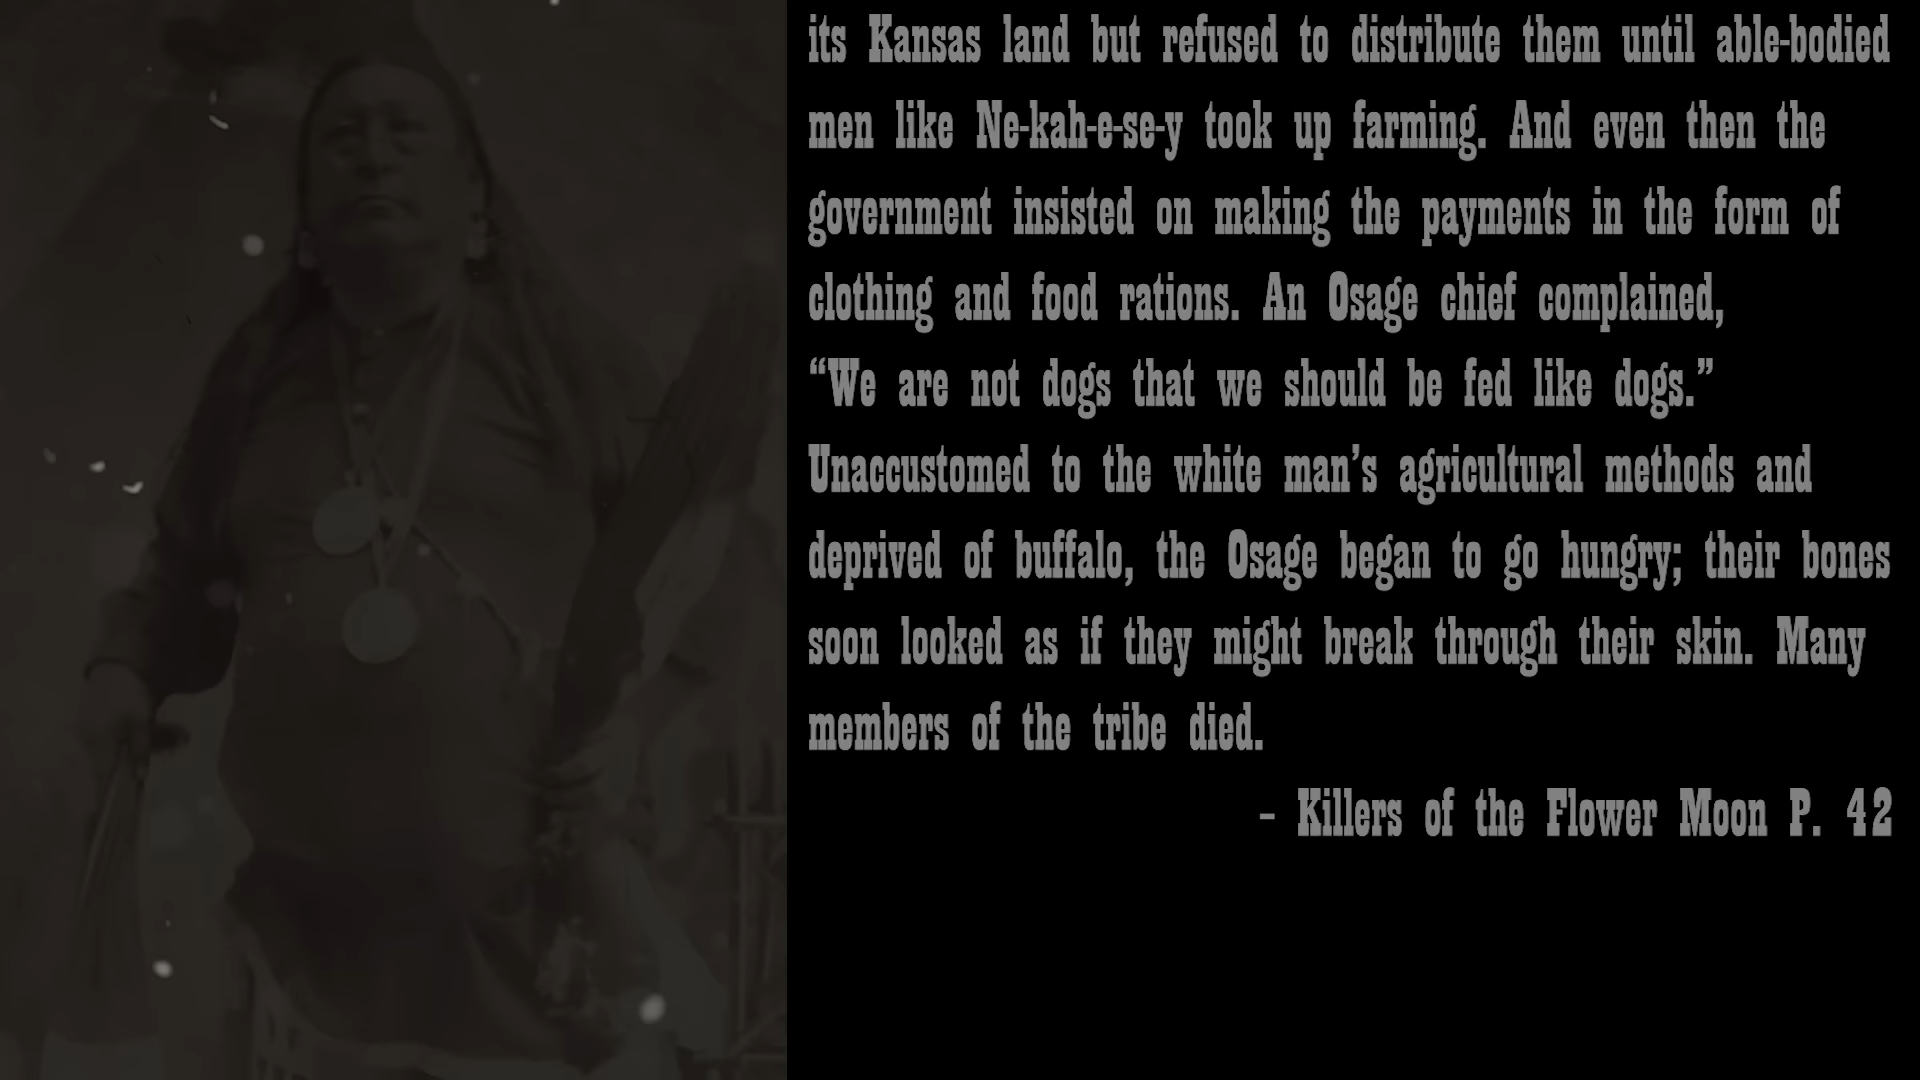 its Kansas land but refused to distribute them until able-bodied
men like Ne-kah-e-se-y took up farming. And even then the
government insisted on making the payments in the form of
clothing and food rations. An Osage chief complained,
“We are not dogs that we should be fed like dogs.”
Unaccustomed to the white man’s agricultural methods and
deprived of buffalo, the Osage began to go hungry; their bones
soon looked as if they might break through their skin. Many
members of the tribe died.
– Killers of the Flower Moon P. 42